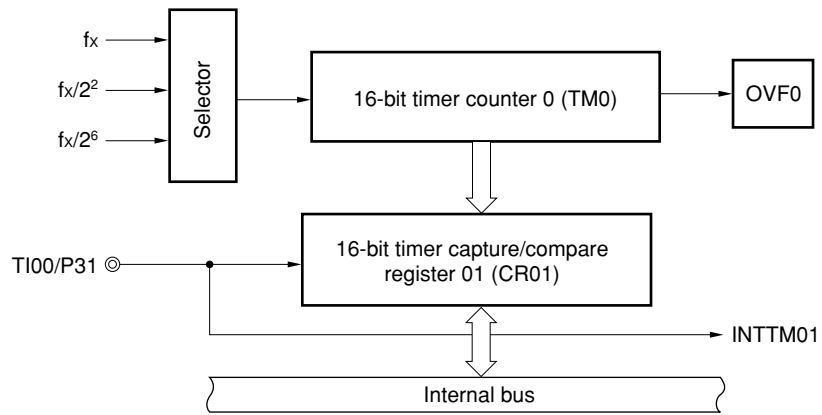 fx
fx/2²
fx/2⁶
Selector
16-bit timer counter 0 (TM0)
OVF0
16-bit timer capture/compare
register 01 (CR01)
TI00/P31
INTTM01
Internal bus